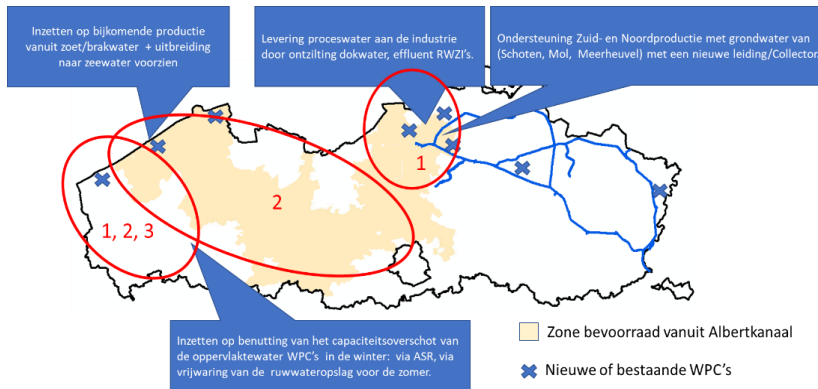 Inzetten op bijkomende productie
vanuit zoet/brakwater + uitbreiding
naar zeewater voorzien
Levering proceswater aan de industrie
door ontzilting dokwater, effluent RWZI's.
Ondersteuning Zuid- en Noordproductie met grondwater van
(Schoten, Mol, Meerheuvel) met een nieuwe leiding/Collector.
1
2
1, 2, 3
Inzetten op benutting van het capaciteitsoverschot van
de oppervlaktewater WPC's in de winter: via ASR, via
vrijwaring van de ruwwateropslag voor de zomer.
Zone bevoorraad vanuit Albertkanaal
Nieuwe of bestaande WPC's